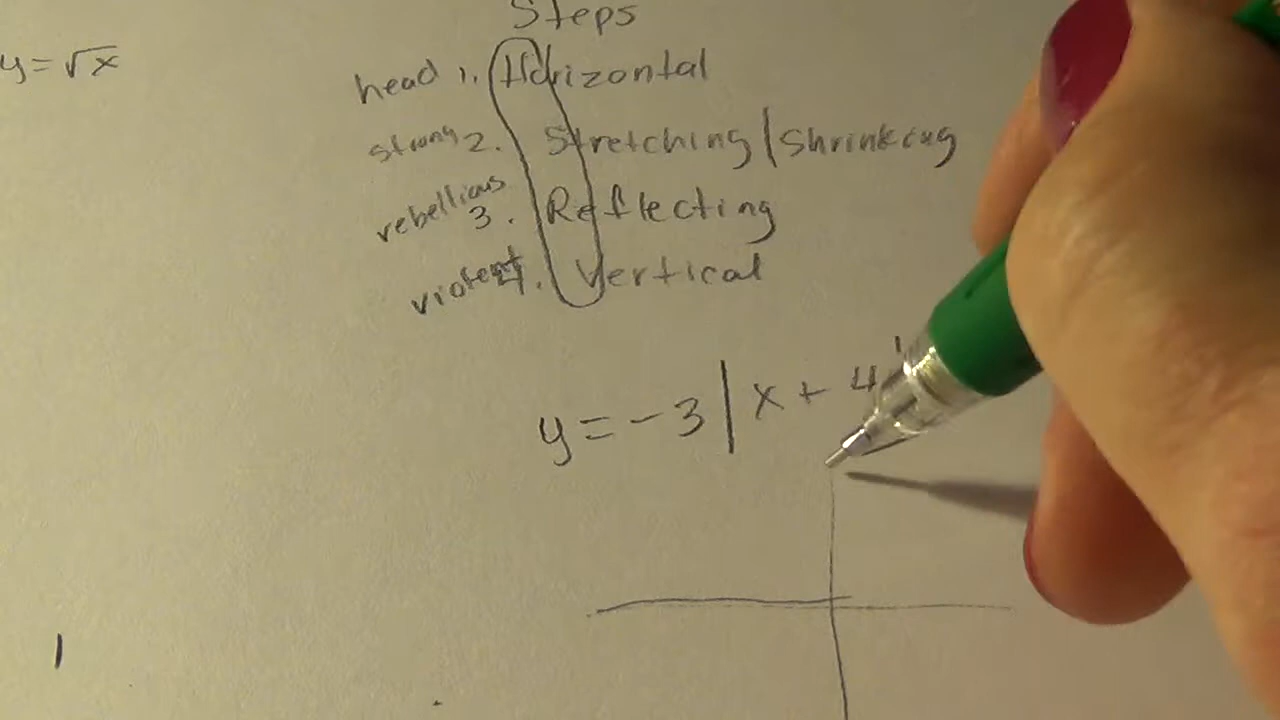 Steps
y = √x
head 1. Horizontal
strong 2. Stretching | Shrinking
rebellious 3. Reflecting
violent 4. Vertical
y = -3 | x + 4